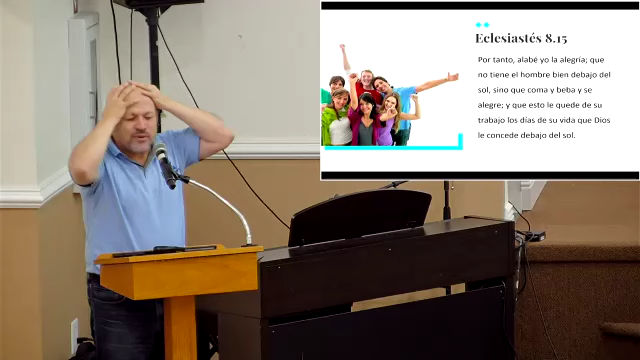 Eclesiastés 8.15
Por tanto, alabé yo la alegría; que
no tiene el hombre bien debajo del
sol, sino que coma y beba y se
alegre; y que esto le quede de su
trabajo los días de su vida que Dios
le concede debajo del sol.